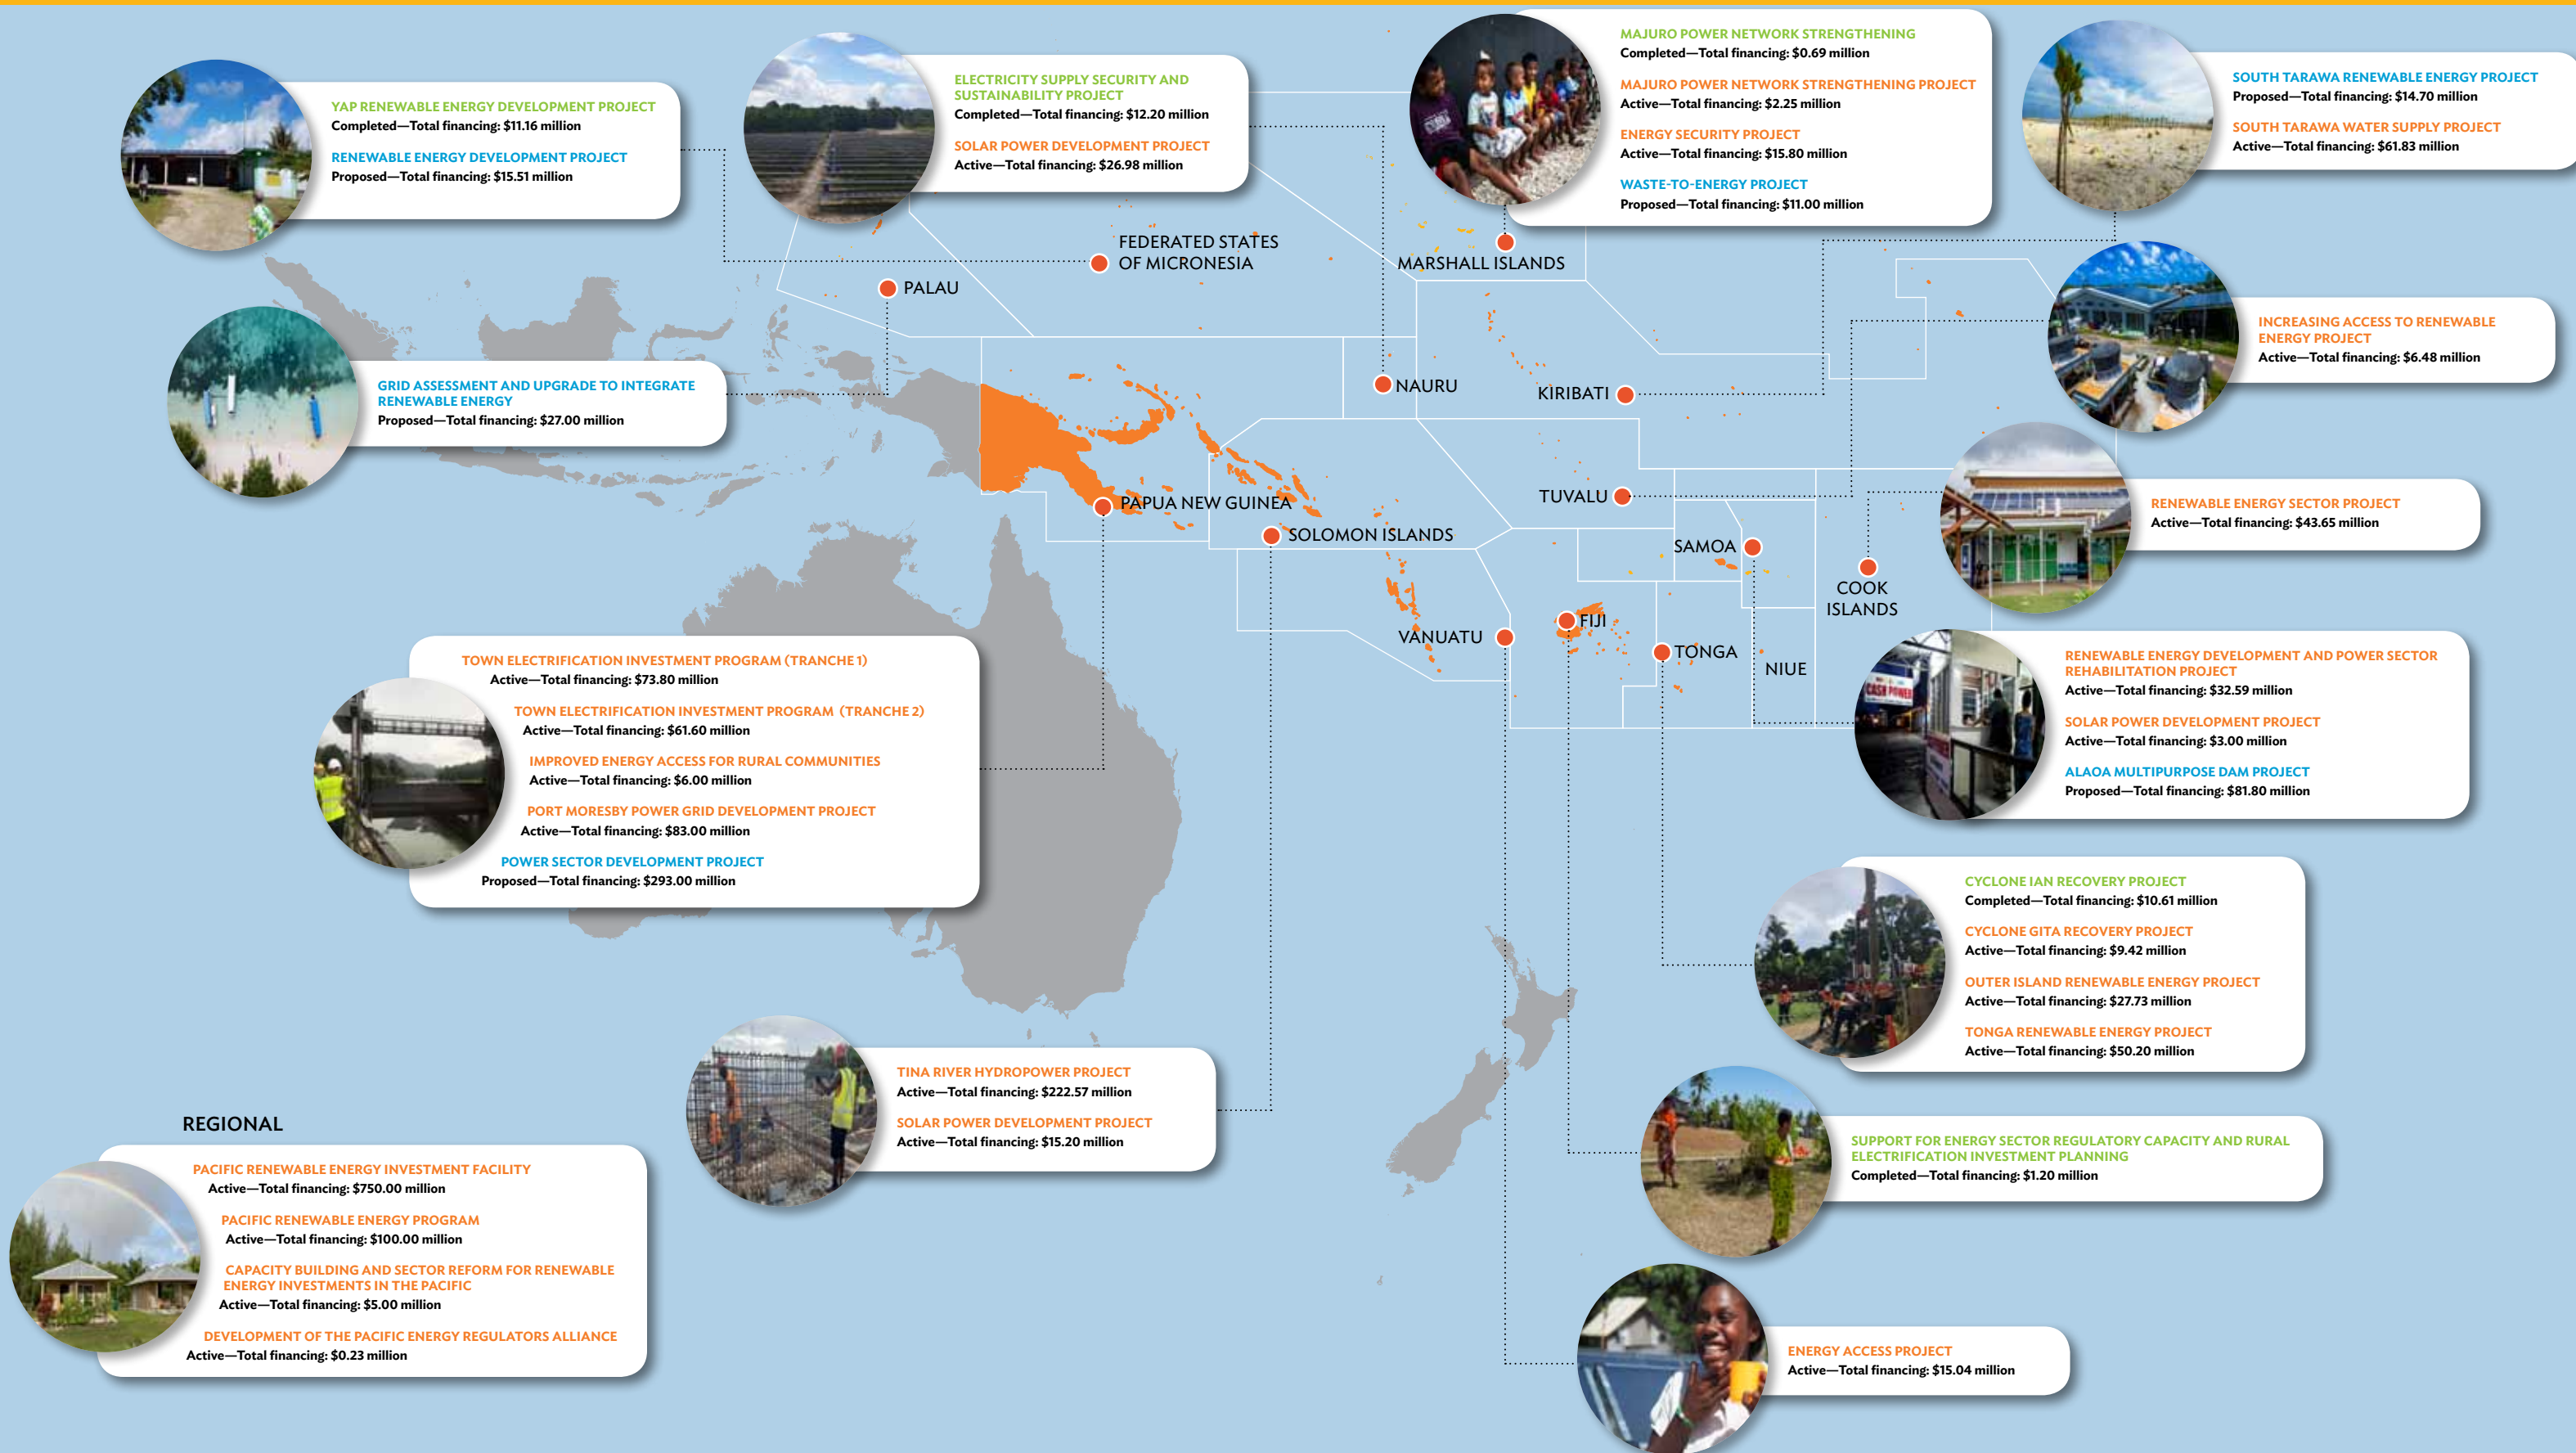 YAP RENEWABLE ENERGY DEVELOPMENT PROJECT
Completed—Total financing: $11.16 million
RENEWABLE ENERGY DEVELOPMENT PROJECT
Proposed—Total financing: $15.51 million
ELECTRICITY SUPPLY SECURITY AND
SUSTAINABILITY PROJECT
Completed—Total financing: $12.20 million
SOLAR POWER DEVELOPMENT PROJECT
Active—Total financing: $26.98 million
MAJURO POWER NETWORK STRENGTHENING
Completed—Total financing: $0.69 million
MAJURO POWER NETWORK STRENGTHENING PROJECT
Active—Total financing: $2.25 million
ENERGY SECURITY PROJECT
Active—Total financing: $15.80 million
WASTE-TO-ENERGY PROJECT
Proposed—Total financing: $11.00 million
SOUTH TARAWA RENEWABLE ENERGY PROJECT
Proposed—Total financing: $14.70 million
SOUTH TARAWA WATER SUPPLY PROJECT
Active—Total financing: $61.83 million
FEDERATED STATES
OF MICRONESIA
MARSHALL ISLANDS
PALAU
INCREASING ACCESS TO RENEWABLE
ENERGY PROJECT
Active—Total financing: $6.48 million
GRID ASSESSMENT AND UPGRADE TO INTEGRATE
RENEWABLE ENERGY
Proposed—Total financing: $27.00 million
NAURU
KIRIBATI
PAPUA NEW GUINEA
TUVALU
SOLOMON ISLANDS
SAMOA
RENEWABLE ENERGY SECTOR PROJECT
Active—Total financing: $43.65 million
COOK
ISLANDS
VANUATU
FIJI
TONGA
NIUE
CASH POWER
RENEWABLE ENERGY DEVELOPMENT AND POWER SECTOR
REHABILITATION PROJECT
Active—Total financing: $32.59 million
SOLAR POWER DEVELOPMENT PROJECT
Active—Total financing: $3.00 million
ALAOA MULTIPURPOSE DAM PROJECT
Proposed—Total financing: $81.80 million
TOWN ELECTRIFICATION INVESTMENT PROGRAM (TRANCHE 1)
Active—Total financing: $73.80 million
TOWN ELECTRIFICATION INVESTMENT PROGRAM (TRANCHE 2)
Active—Total financing: $61.60 million
IMPROVED ENERGY ACCESS FOR RURAL COMMUNITIES
Active—Total financing: $6.00 million
PORT MORESBY POWER GRID DEVELOPMENT PROJECT
Active—Total financing: $83.00 million
POWER SECTOR DEVELOPMENT PROJECT
Proposed—Total financing: $293.00 million
CYCLONE IAN RECOVERY PROJECT
Completed—Total financing: $10.61 million
CYCLONE GITA RECOVERY PROJECT
Active—Total financing: $9.42 million
OUTER ISLAND RENEWABLE ENERGY PROJECT
Active—Total financing: $27.73 million
TONGA RENEWABLE ENERGY PROJECT
Active—Total financing: $50.20 million
TINA RIVER HYDROPOWER PROJECT
Active—Total financing: $222.57 million
SOLAR POWER DEVELOPMENT PROJECT
Active—Total financing: $15.20 million
SUPPORT FOR ENERGY SECTOR REGULATORY CAPACITY AND RURAL
ELECTRIFICATION INVESTMENT PLANNING
Completed—Total financing: $1.20 million
REGIONAL
PACIFIC RENEWABLE ENERGY INVESTMENT FACILITY
Active—Total financing: $750.00 million
PACIFIC RENEWABLE ENERGY PROGRAM
Active—Total financing: $100.00 million
CAPACITY BUILDING AND SECTOR REFORM FOR RENEWABLE
ENERGY INVESTMENTS IN THE PACIFIC
Active—Total financing: $5.00 million
DEVELOPMENT OF THE PACIFIC ENERGY REGULATORS ALLIANCE
Active—Total financing: $0.23 million
ENERGY ACCESS PROJECT
Active—Total financing: $15.04 million